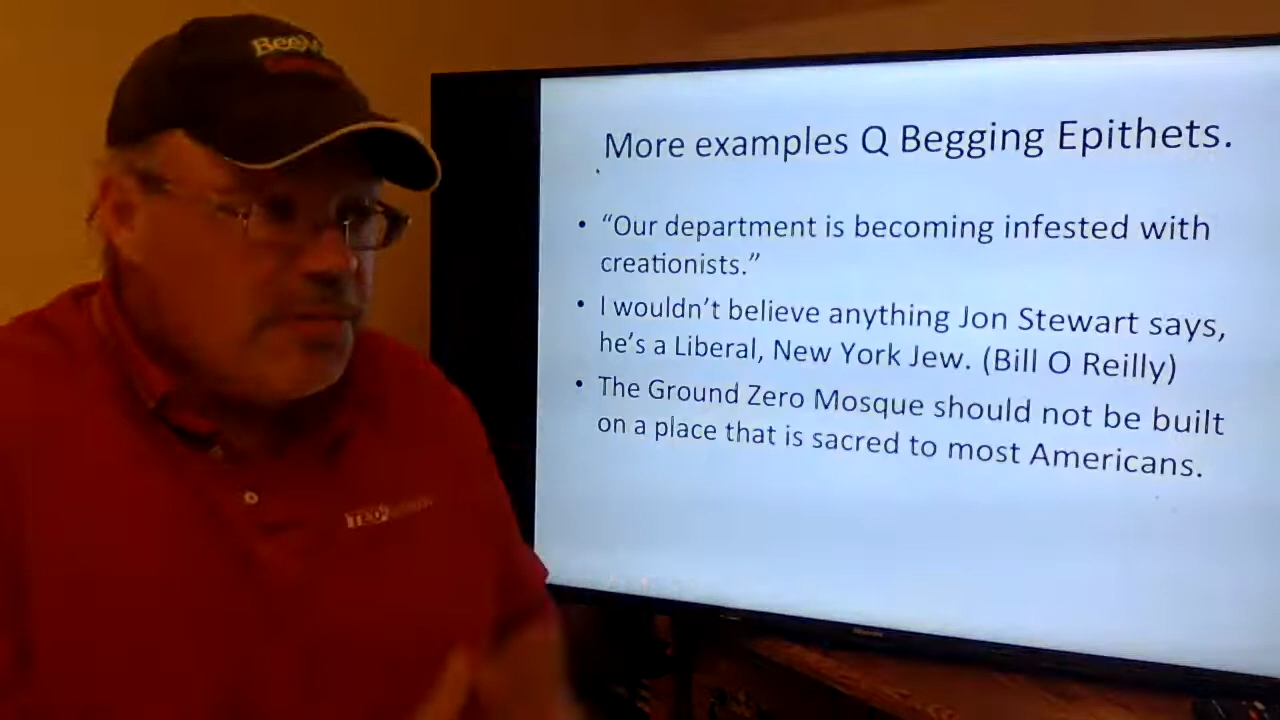 More examples Q Begging Epithets.
• “Our department is becoming infested with
creationists.”
• I wouldn’t believe anything Jon Stewart says,
he’s a Liberal, New York Jew. (Bill O Reilly)
• The Ground Zero Mosque should not be built
on a place that is sacred to most Americans.